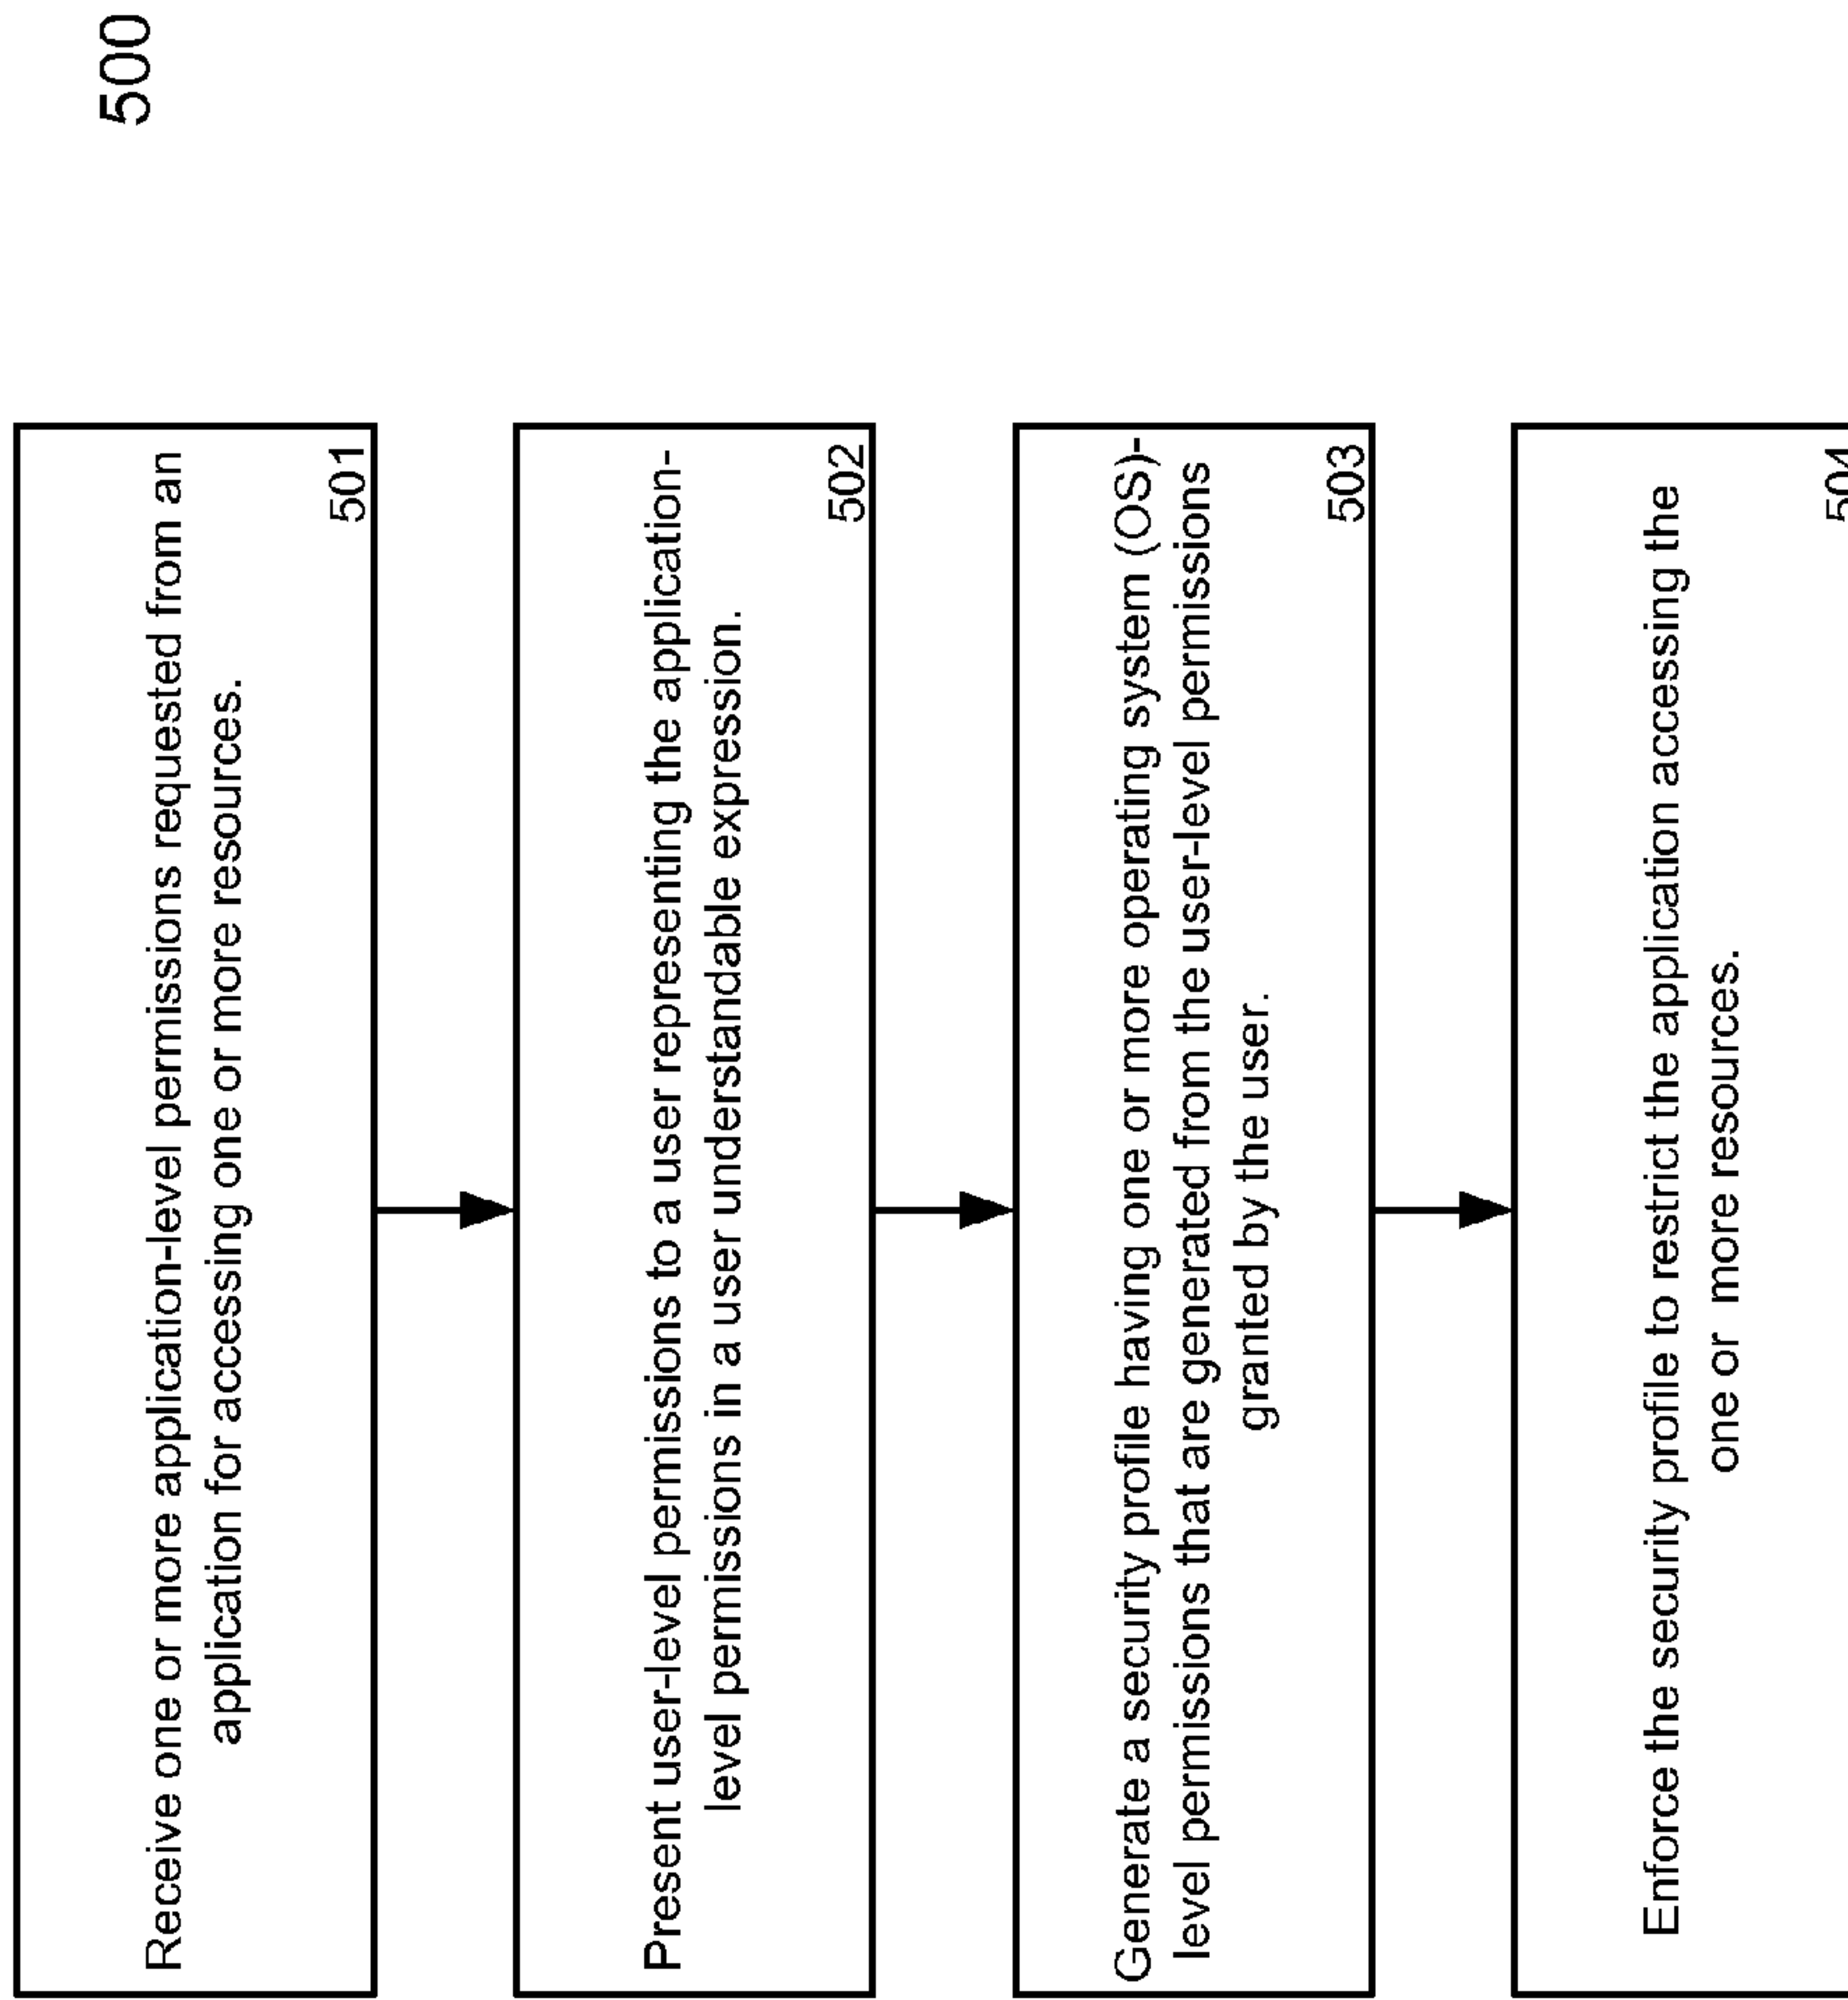 500
Receive one or more application-level permissions requested from an
application for accessing one or more resources.
501
Present user-level permissions to a user representing the application-
level permissions in a user understandable expression.
502
Generate a security profile having one or more operating system (OS)-
level permissions that are generated from the user-level permissions
granted by the user.
503
Enforce the security profile to restrict the application accessing the
one or more resources.
504